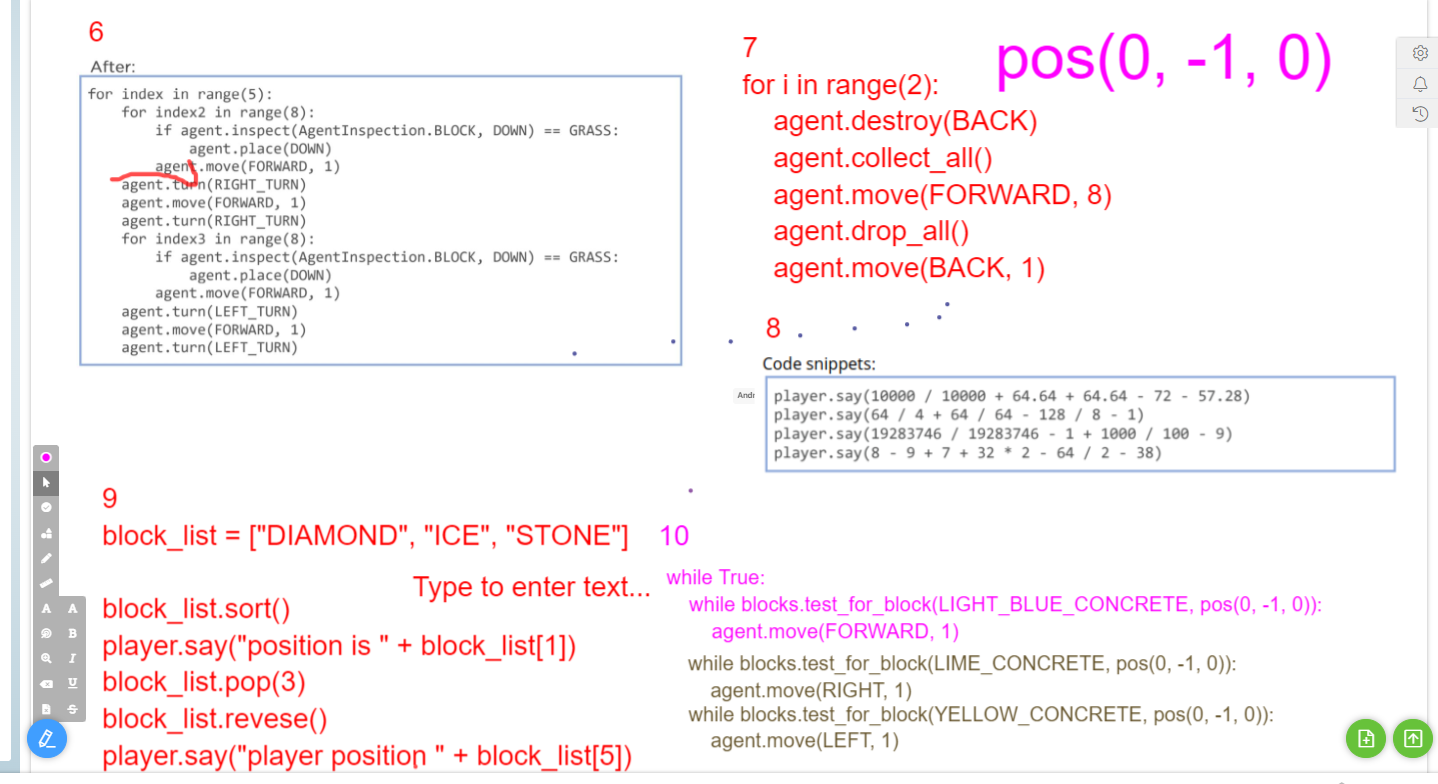 6
After:
for index in range(5):
    for index2 in range(8):
        if agent.inspect(AgentInspection.BLOCK, DOWN) == GRASS:
            agent.place(DOWN)
        agent.move(FORWARD, 1)
    agent.turn(RIGHT_TURN)
    agent.move(FORWARD, 1)
    agent.turn(RIGHT_TURN)
    for index3 in range(8):
        if agent.inspect(AgentInspection.BLOCK, DOWN) == GRASS:
            agent.place(DOWN)
        agent.move(FORWARD, 1)
    agent.turn(LEFT_TURN)
    agent.move(FORWARD, 1)
    agent.turn(LEFT_TURN)
7
pos(0, -1, 0)
for i in range(2):
    agent.destroy(BACK)
    agent.collect_all()
    agent.move(FORWARD, 8)
    agent.drop_all()
    agent.move(BACK, 1)
8
Code snippets:
Andr
player.say(10000 / 10000 + 64.64 + 64.64 - 72 - 57.28)
player.say(64 / 4 + 64 / 64 - 128 / 8 - 1)
player.say(19283746 / 19283746 - 1 + 1000 / 100 - 9)
player.say(8 - 9 + 7 + 32 * 2 - 64 / 2 - 38)
9
block_list = ["DIAMOND", "ICE", "STONE"]
Type to enter text...
block_list.sort()
player.say("position is " + block_list[1])
block_list.pop(3)
block_list.revese()
player.say("player position " + block_list[5])
10
while True:
    while blocks.test_for_block(LIGHT_BLUE_CONCRETE, pos(0, -1, 0)):
        agent.move(FORWARD, 1)
    while blocks.test_for_block(LIME_CONCRETE, pos(0, -1, 0)):
        agent.move(RIGHT, 1)
    while blocks.test_for_block(YELLOW_CONCRETE, pos(0, -1, 0)):
        agent.move(LEFT, 1)
A A
B
I
U
S